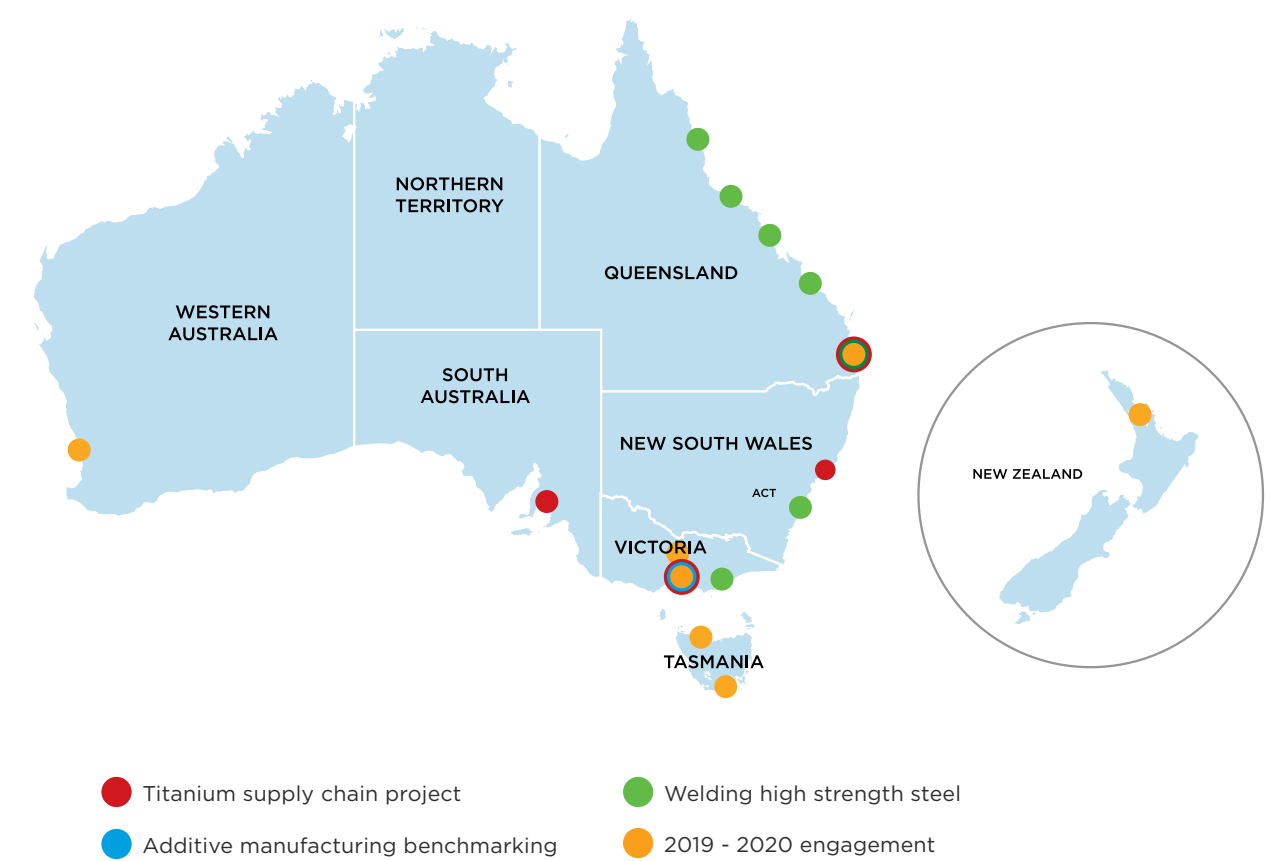 NORTHERN
TERRITORY
QUEENSLAND
WESTERN
AUSTRALIA
SOUTH
AUSTRALIA
NEW SOUTH WALES
ACT
NEW ZEALAND
VICTORIA
TASMANIA
Titanium supply chain project
Welding high strength steel
Additive manufacturing benchmarking
2019 - 2020 engagement